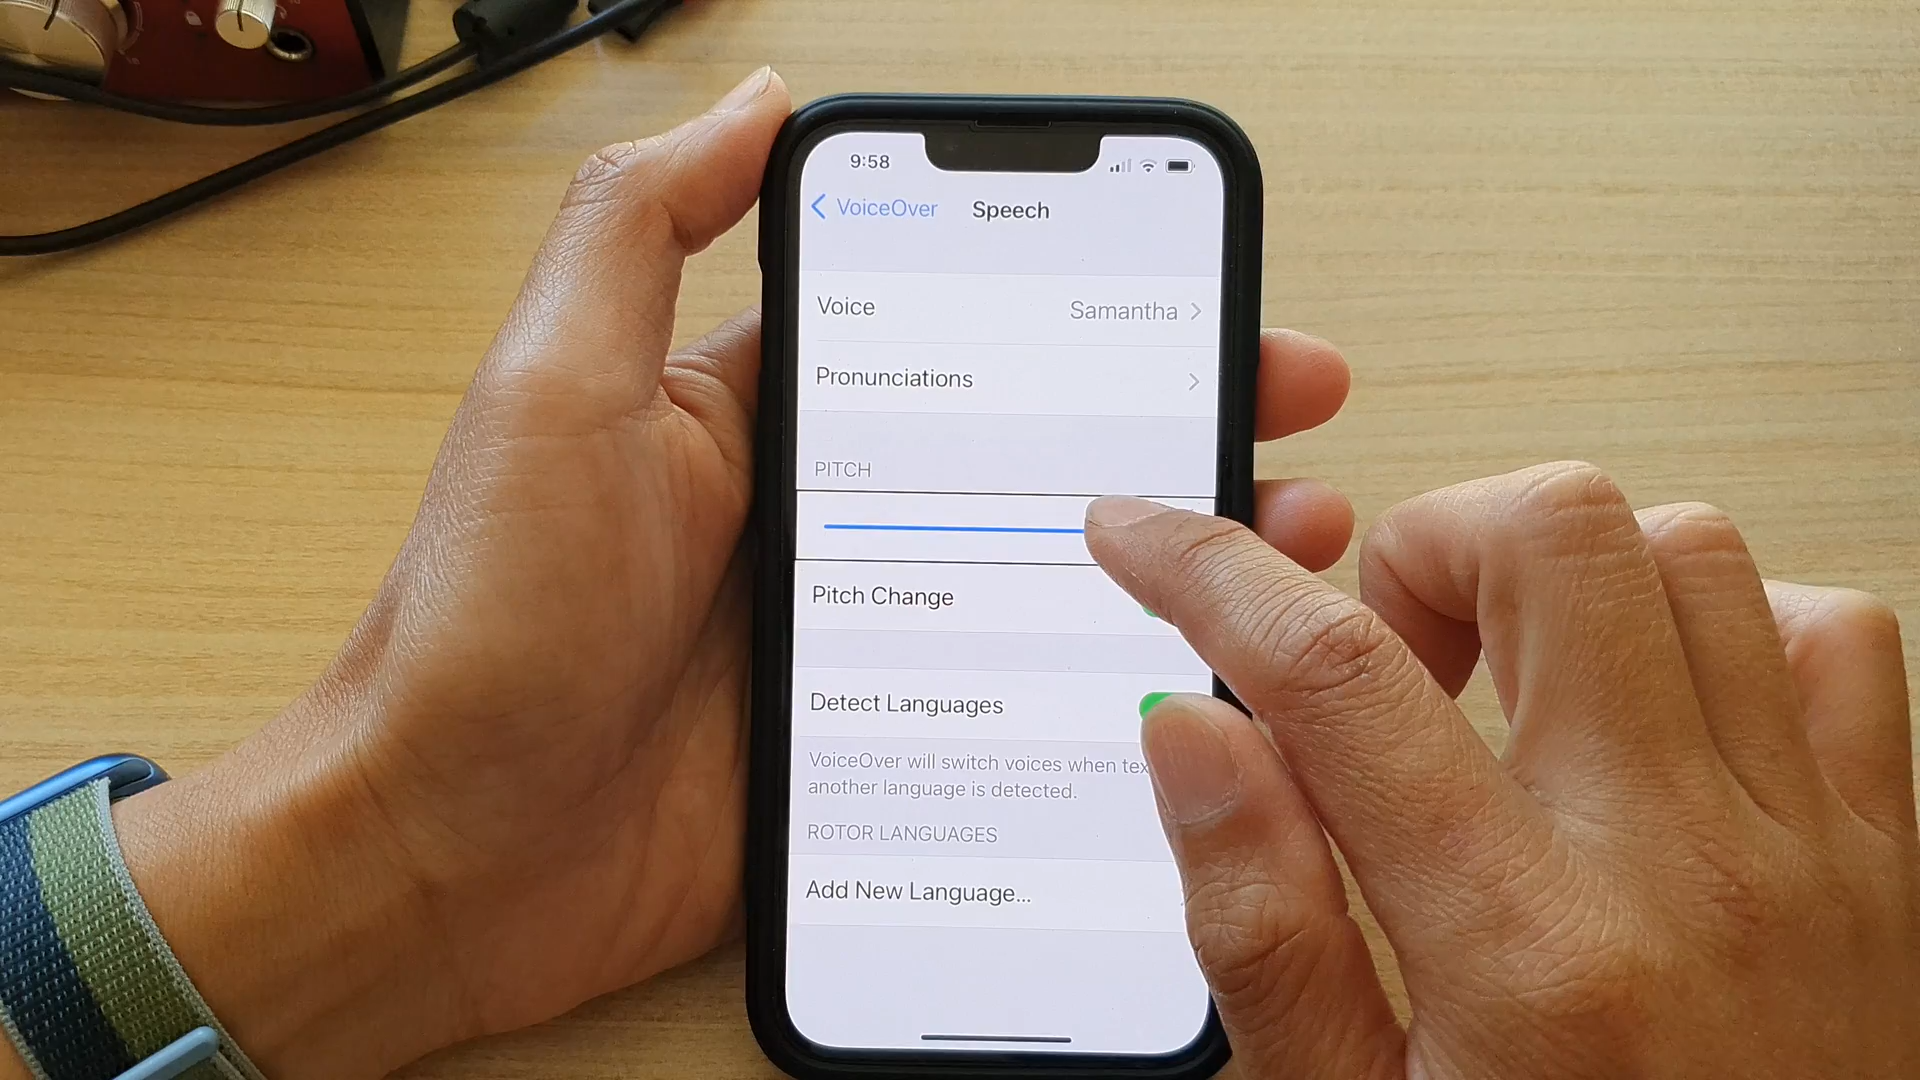 9:58
VoiceOver Speech
Voice Samantha
Pronunciations
PITCH
Pitch Change
Detect Languages
VoiceOver will switch voices when
another language is detected.
ROTOR LANGUAGES
Add New Language...